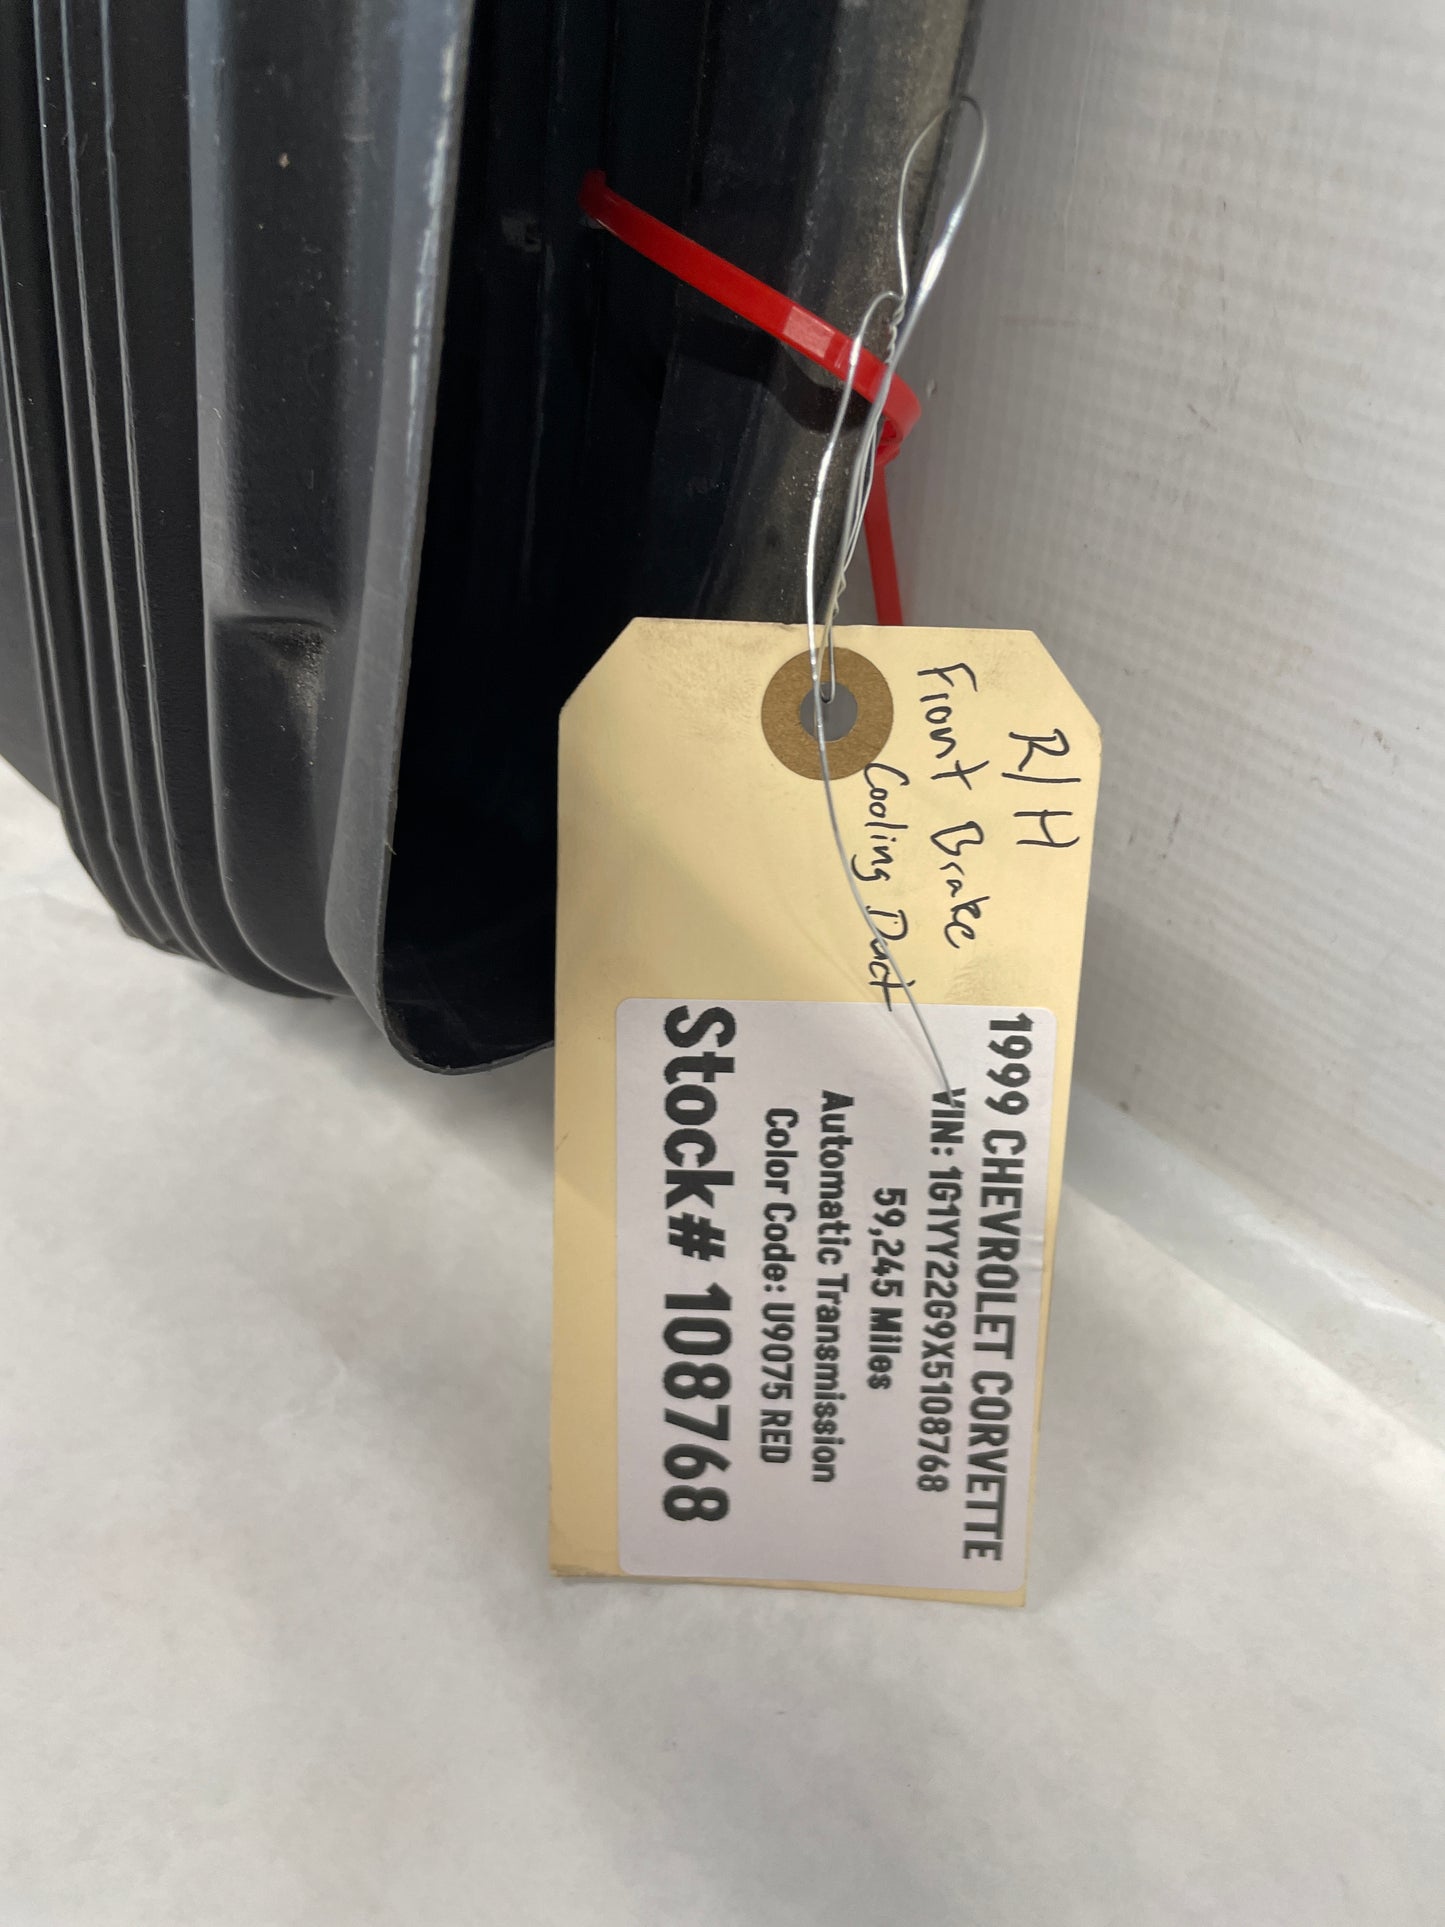 R/H
Front Brake
Cooling Duct
1999 CHEVROLET CORVETTE
VIN: 1G1YY22G9X5108768
59,245 Miles
Automatic Transmission
Color Code: U9075 RED
Stock# 108768